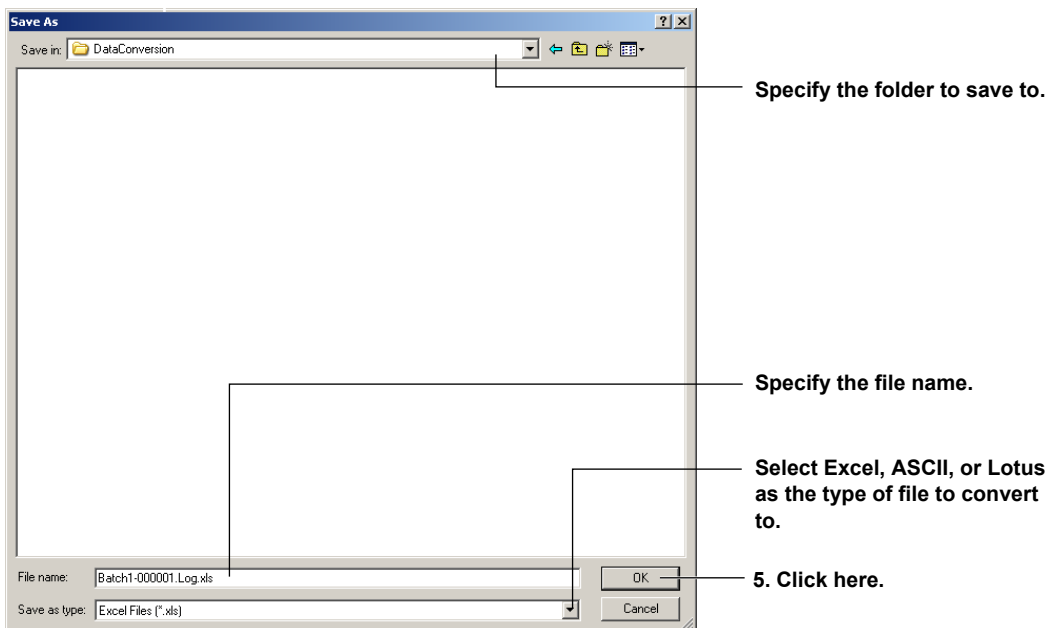 Save As
Save in: DataConversion
Specify the folder to save to.
Specify the file name.
Select Excel, ASCII, or Lotus
as the type of file to convert
to.
File name: Batch1-000001.Log.xls OK
5. Click here.
Save as type: Excel Files (*.xls) Cancel